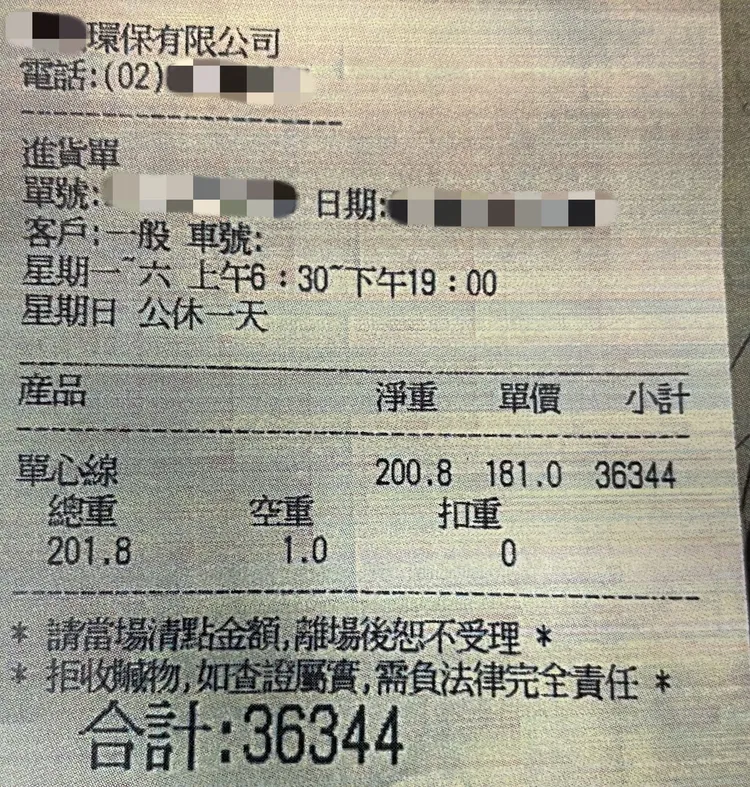 環保有限公司
電話:(02)
進貨單
單號: 日期:
客戶:一般 車號:
星期一~六 上午6:30~下午19:00
星期日 公休一天
産品 淨重 單價 小計
單心線 200.8 181.0 36344
總重 空重 扣重
201.8 1.0 0
* 請當場清點金額,離場後恕不受理 *
* 拒收贓物,如查證屬實,需負法律完全責任 *
合計:36344